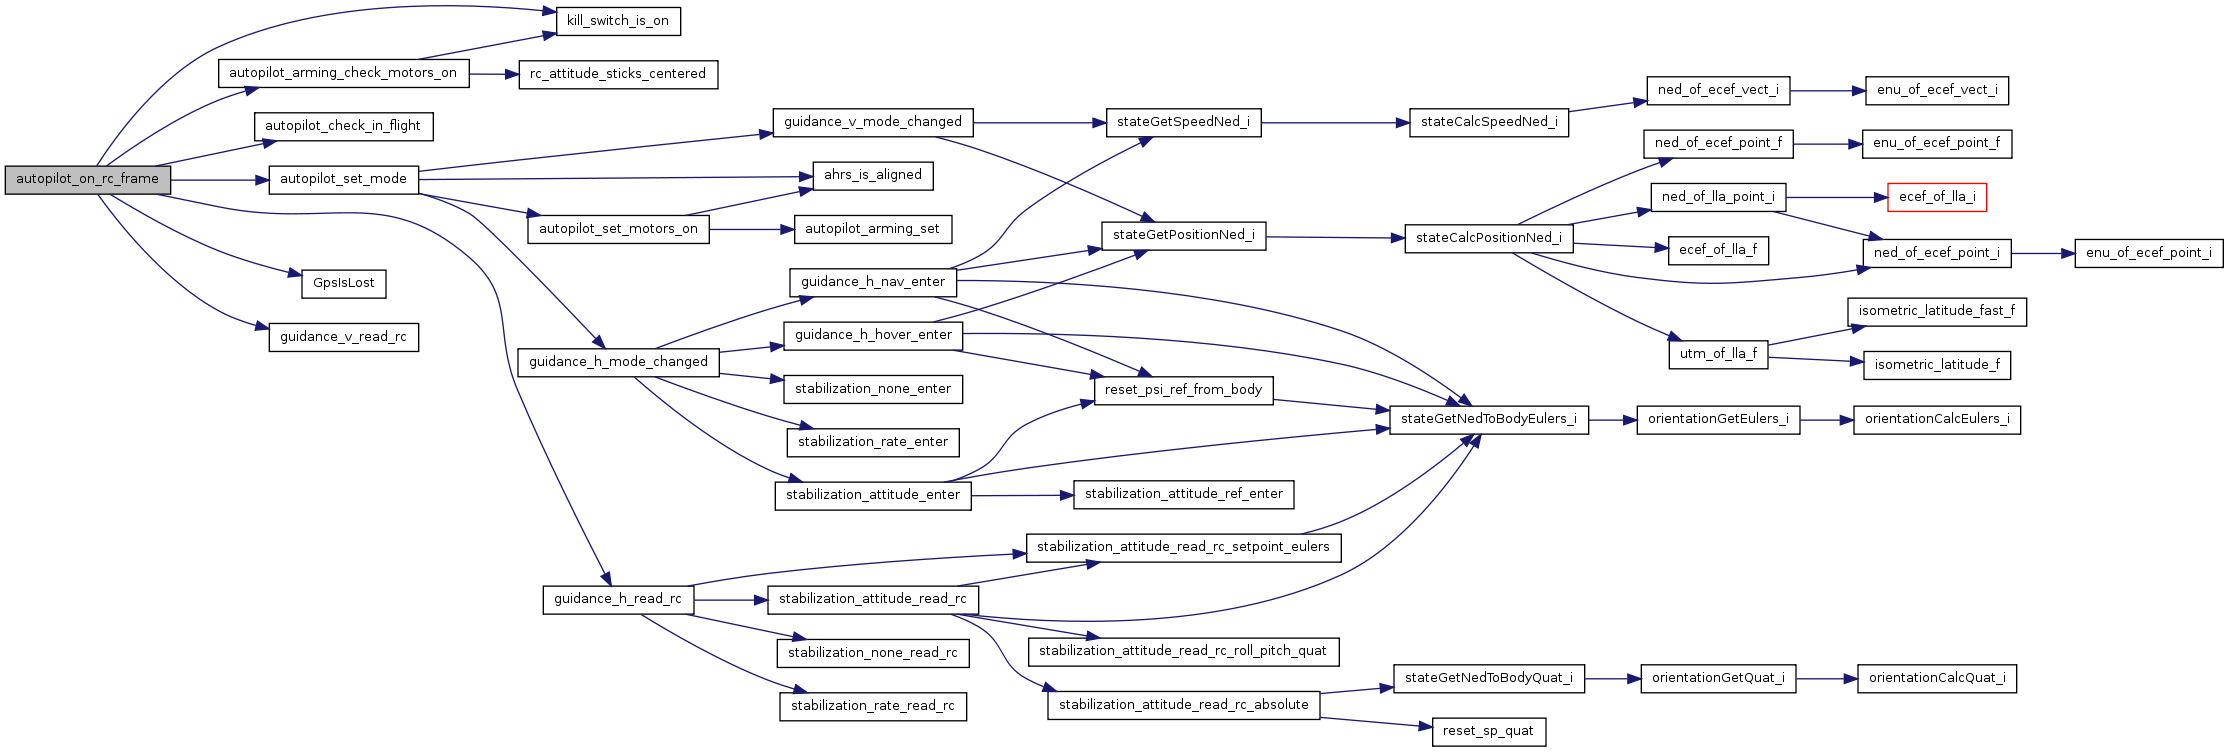 kill_switch_is_on
autopilot_arming_check_motors_on
rc_attitude_sticks_centered
autopilot_check_in_flight
autopilot_on_rc_frame
autopilot_set_mode
guidance_v_mode_changed
ahrs_is_aligned
autopilot_set_motors_on
autopilot_arming_set
GpsIsLost
guidance_v_read_rc
guidance_h_mode_changed
guidance_h_nav_enter
guidance_h_hover_enter
stabilization_none_enter
stabilization_rate_enter
stabilization_attitude_enter
stateGetSpeedNed_i
stateGetPositionNed_i
reset_psi_ref_from_body
stabilization_attitude_ref_enter
stateCalcSpeedNed_i
ned_of_ecef_vect_i
enu_of_ecef_vect_i
stateCalcPositionNed_i
ned_of_ecef_point_f
enu_of_ecef_point_f
ned_of_lla_point_i
ecef_of_lla_i
ecef_of_lla_f
ned_of_ecef_point_i
enu_of_ecef_point_i
utm_of_lla_f
isometric_latitude_fast_f
isometric_latitude_f
stateGetNedToBodyEulers_i
orientationGetEulers_i
orientationCalcEulers_i
guidance_h_read_rc
stabilization_attitude_read_rc_setpoint_eulers
stabilization_attitude_read_rc
stabilization_none_read_rc
stabilization_rate_read_rc
stabilization_attitude_read_rc_roll_pitch_quat
stabilization_attitude_read_rc_absolute
stateGetNedToBodyQuat_i
orientationGetQuat_i
orientationCalcQuat_i
reset_sp_quat